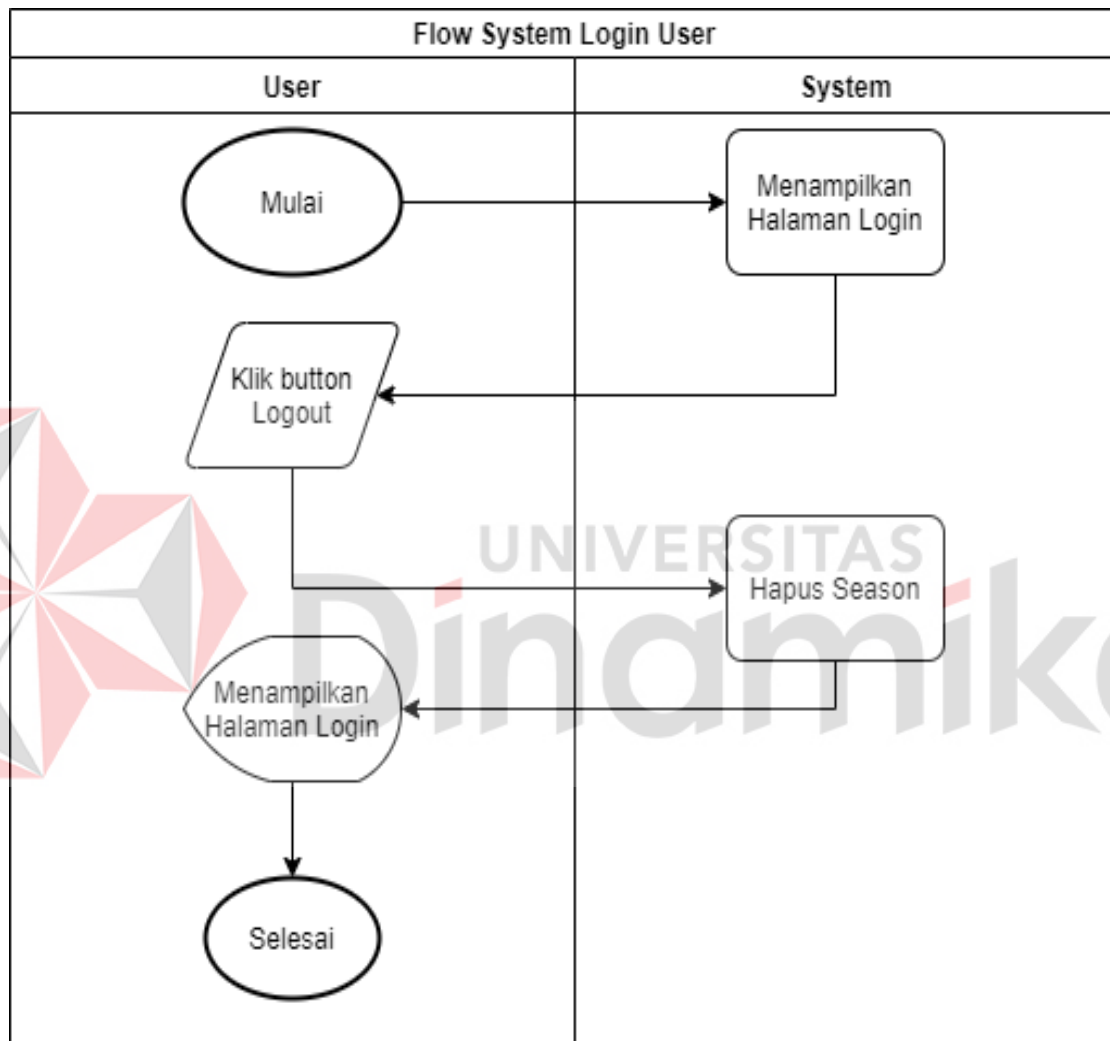 Flow System Login User
User
System
Mulai
Menampilkan
Halaman Login
Klik button
Logout
Hapus Season
Menampilkan
Halaman Login
Selesai
UNIVERSITAS
Dinamika